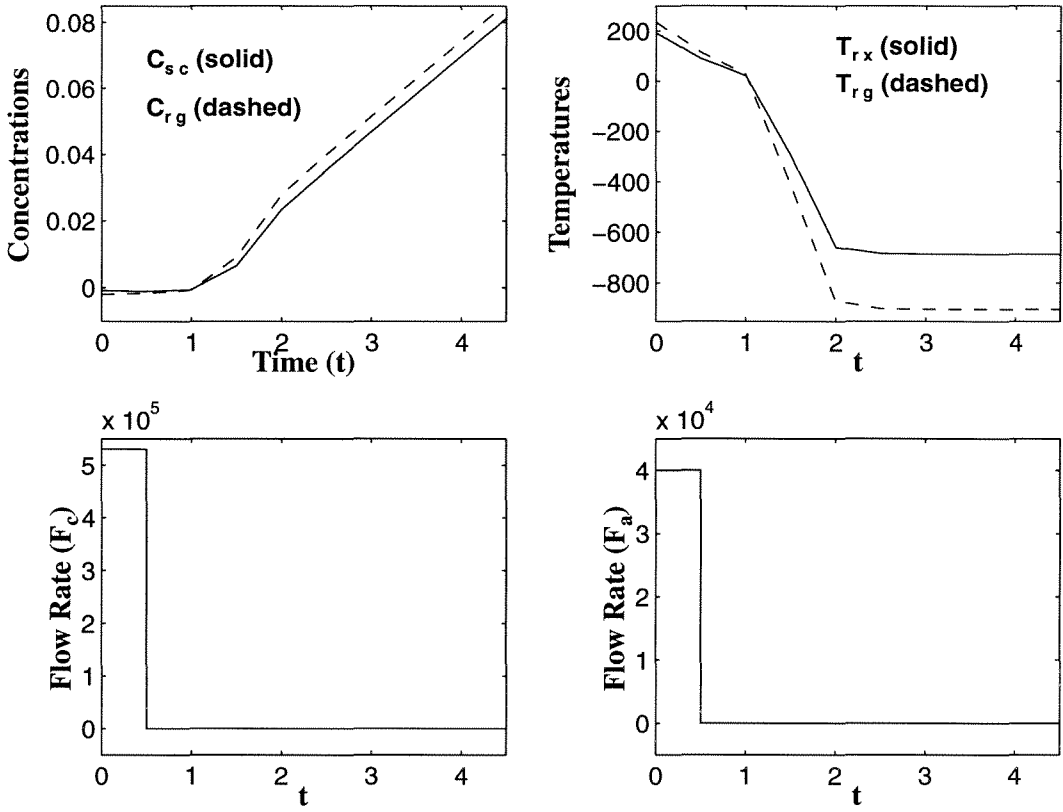 0.08
0.06
0.04
0.02
0
Concentrations
C s c (solid)
C r g (dashed)
0 1 2 3 4
Time (t)
200
0
−200
−400
−600
−800
Temperatures
T r x (solid)
T r g (dashed)
0 1 2 3 4
t
x 10^5
5
4
3
2
1
0
Flow Rate (F_c)
0 1 2 3 4
t
x 10^4
4
3
2
1
0
Flow Rate (F_a)
0 1 2 3 4
t